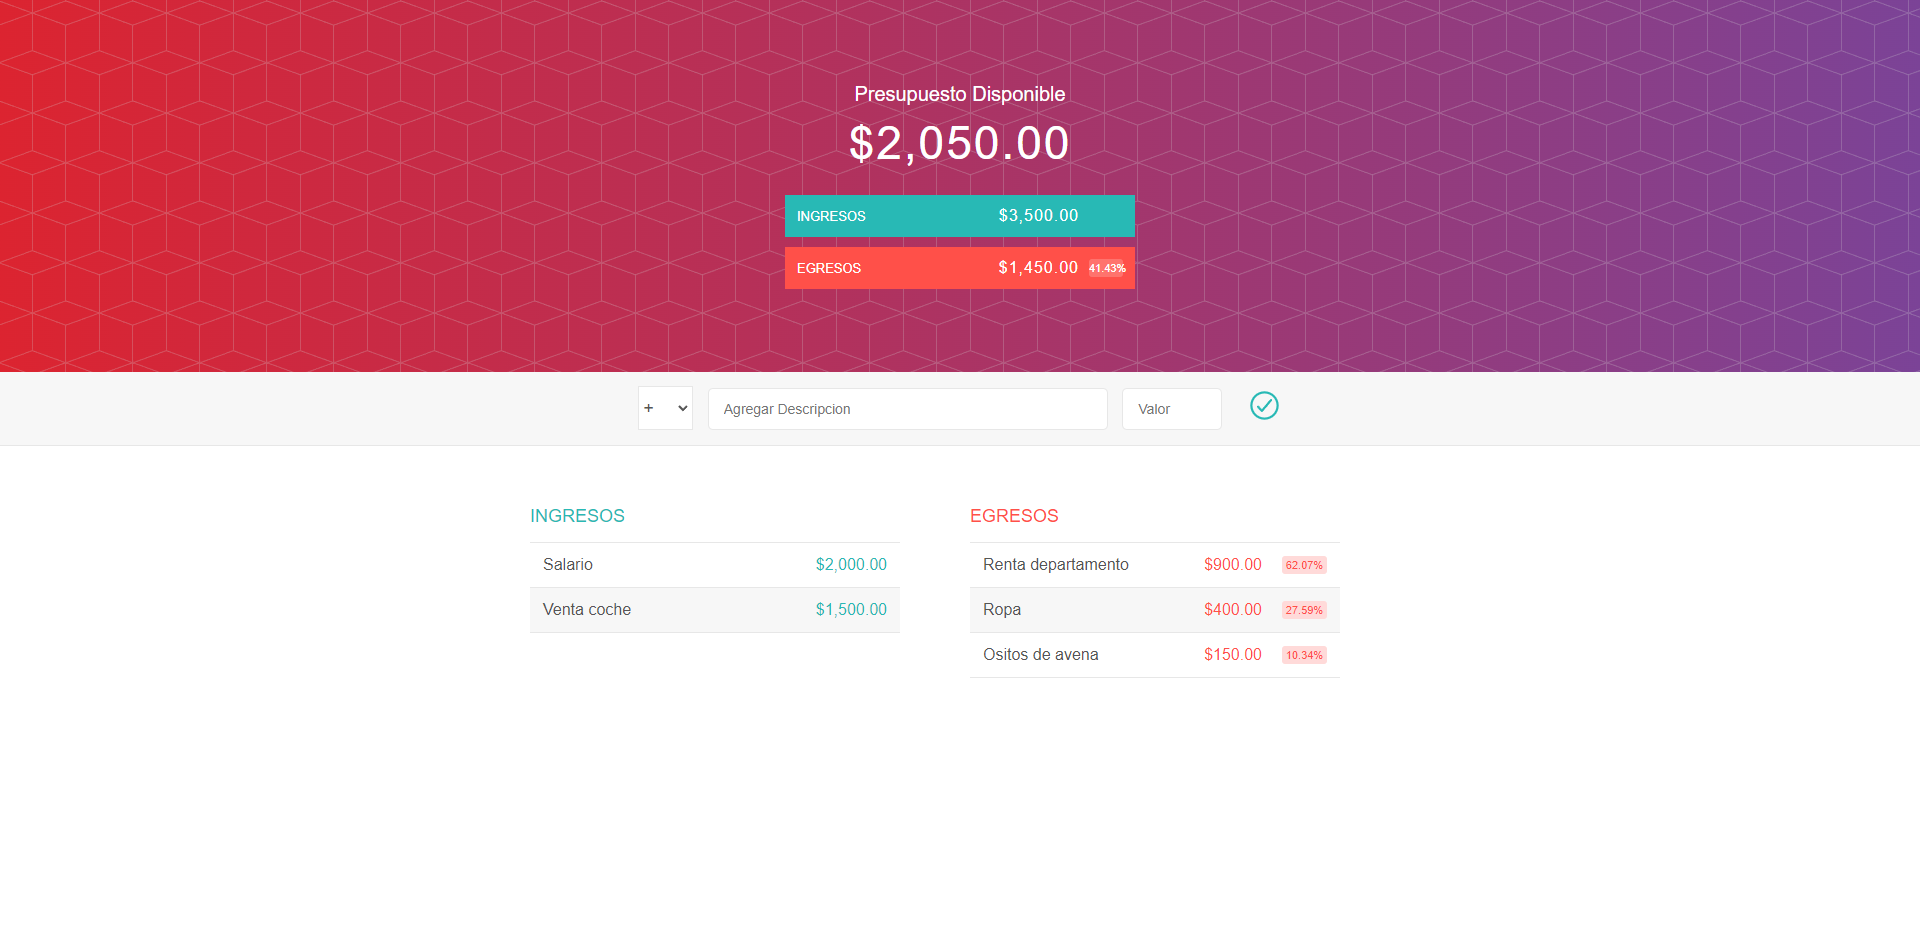 Presupuesto Disponible
$2,050.00
INGRESOS $3,500.00
EGRESOS $1,450.00 41.43%
+ Agregar Descripcion Valor
INGRESOS
Salario $2,000.00
Venta coche $1,500.00
EGRESOS
Renta departamento $900.00 62.07%
Ropa $400.00 27.59%
Ositos de avena $150.00 10.34%